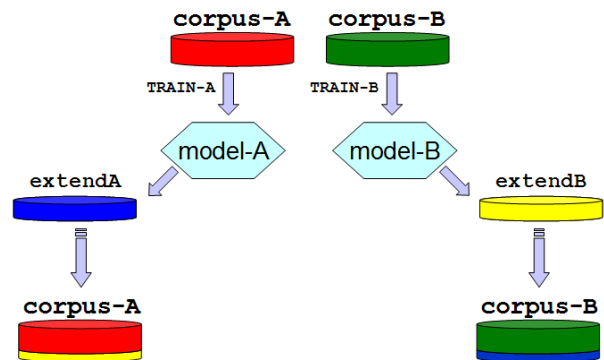 corpus-A
corpus-B
TRAIN-A
TRAIN-B
model-A
model-B
extendA
extendB
corpus-A
corpus-B